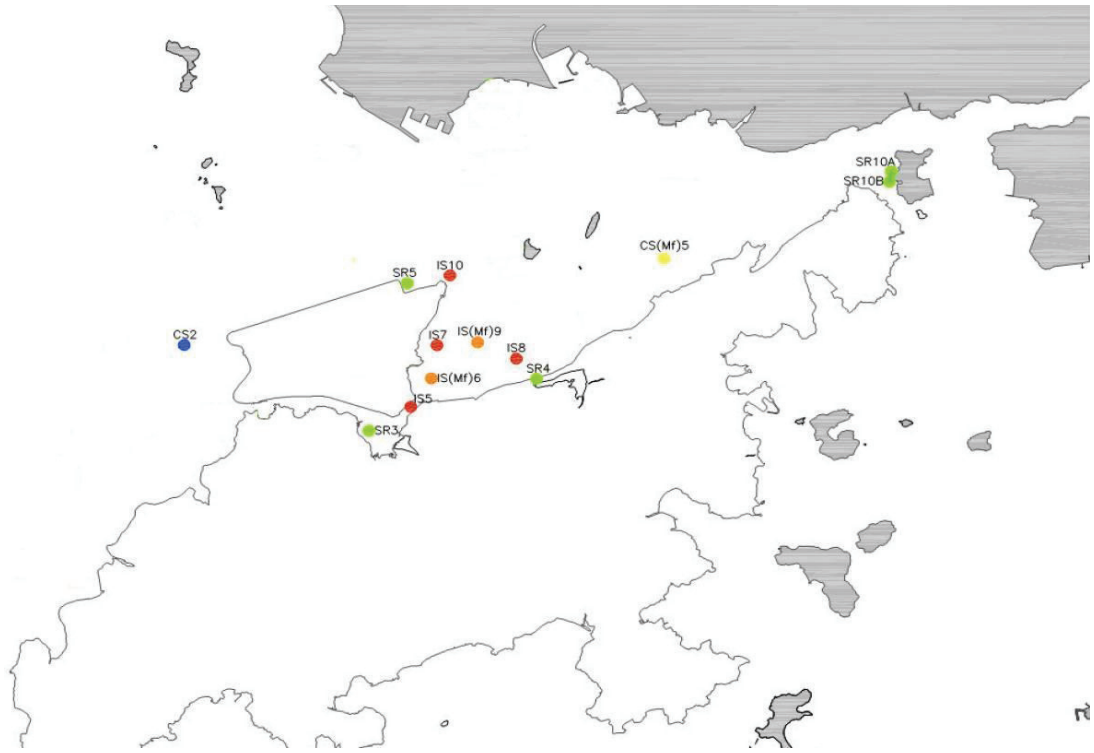 SR10A
SR10B
CS(Mf)5
IS10
SR5
CS2
IS7
IS(Mf)9
IS8
SR4
IS(Mf)6
IS5
SR3